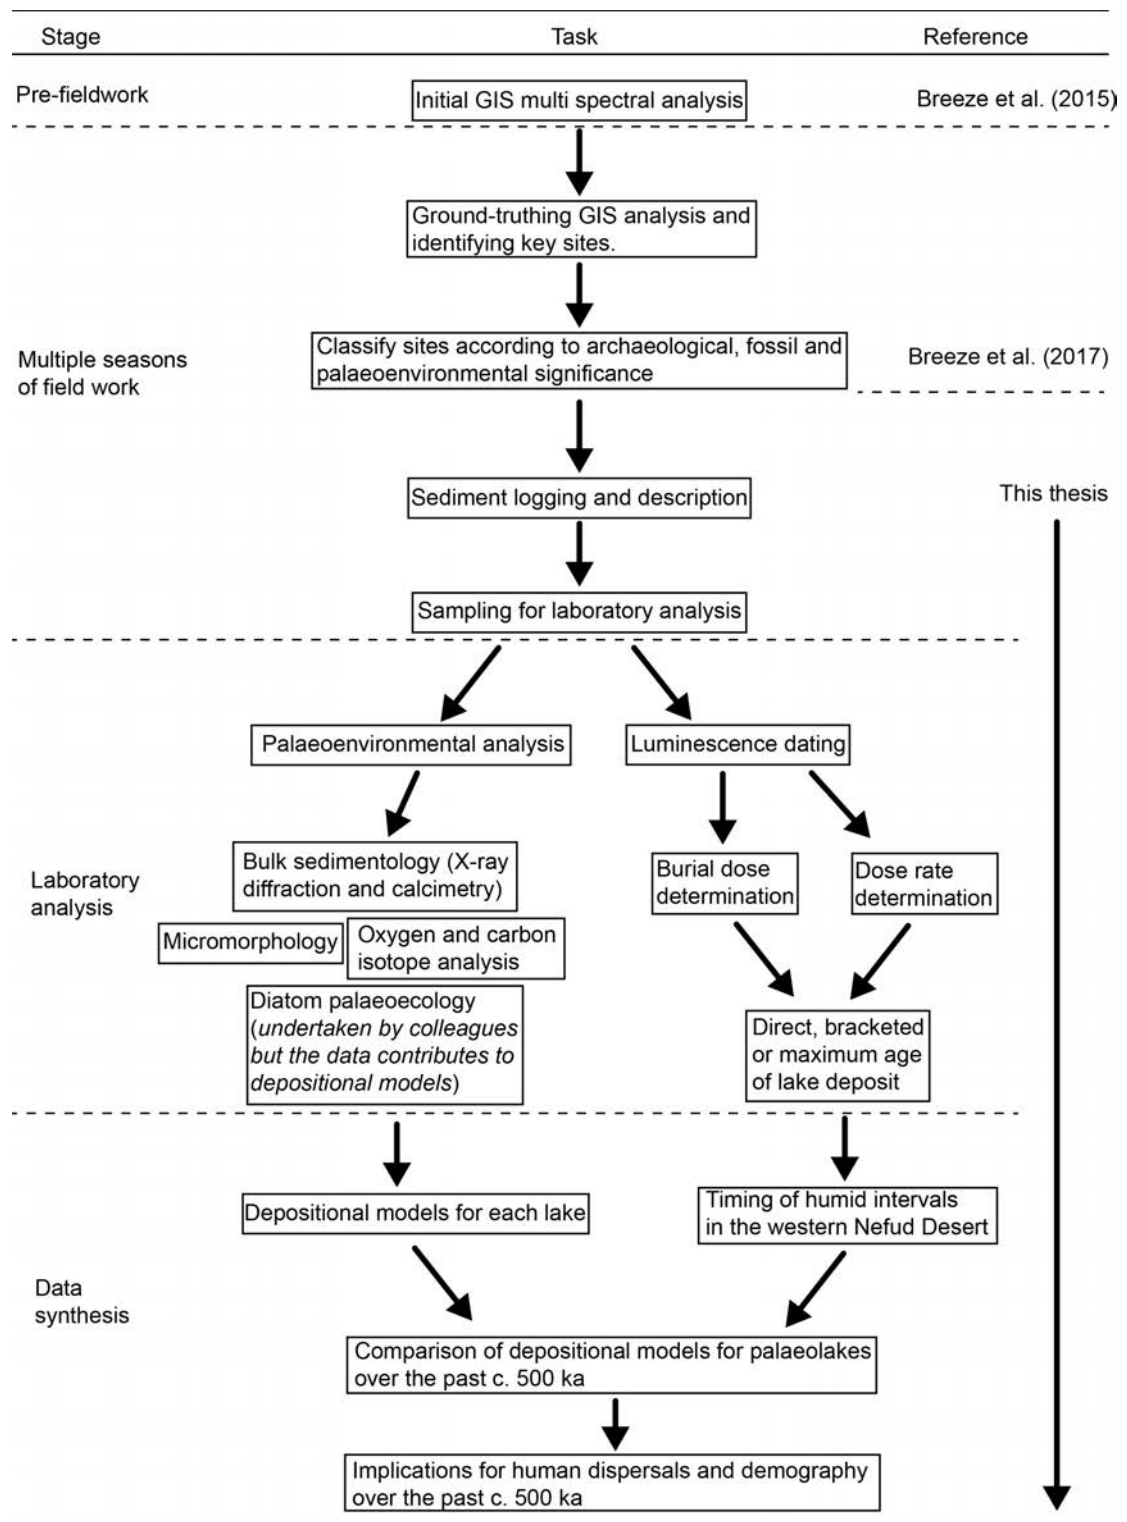 Stage
Task
Reference
Pre-fieldwork
Initial GIS multi spectral analysis
Breeze et al. (2015)
Ground-truthing GIS analysis and
identifying key sites.
Multiple seasons
of field work
Classify sites according to archaeological, fossil and
palaeoenvironmental significance
Breeze et al. (2017)
Sediment logging and description
This thesis
Sampling for laboratory analysis
Palaeoenvironmental analysis
Luminescence dating
Laboratory
analysis
Bulk sedimentology (X-ray
diffraction and calcimetry)
Burial dose
determination
Dose rate
determination
Micromorphology
Oxygen and carbon
isotope analysis
Diatom palaeoecology
(undertaken by colleagues
but the data contributes to
depositional models)
Direct, bracketed
or maximum age
of lake deposit
Depositional models for each lake
Timing of humid intervals
in the western Nefud Desert
Data
synthesis
Comparison of depositional models for palaeolakes
over the past c. 500 ka
Implications for human dispersals and demography
over the past c. 500 ka